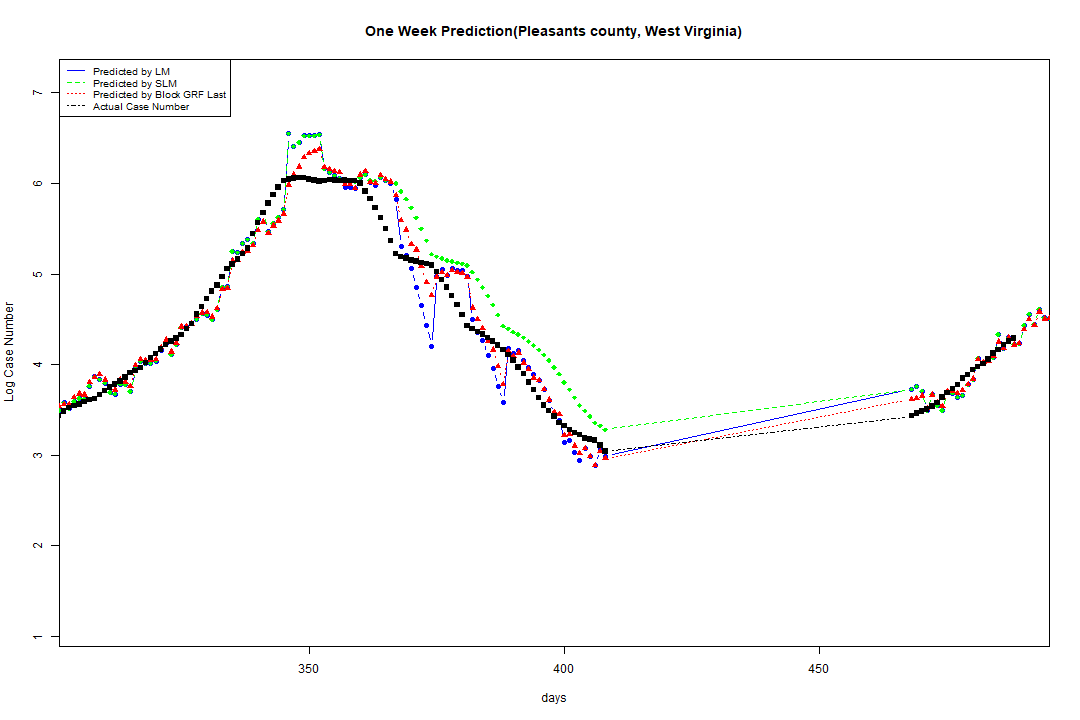 One Week Prediction(Pleasants county, West Virginia)
Predicted by LM
Predicted by SLM
Predicted by Block GRF Last
Actual Case Number
7
6
5
4
3
2
1
Log Case Number
350 400 450
days